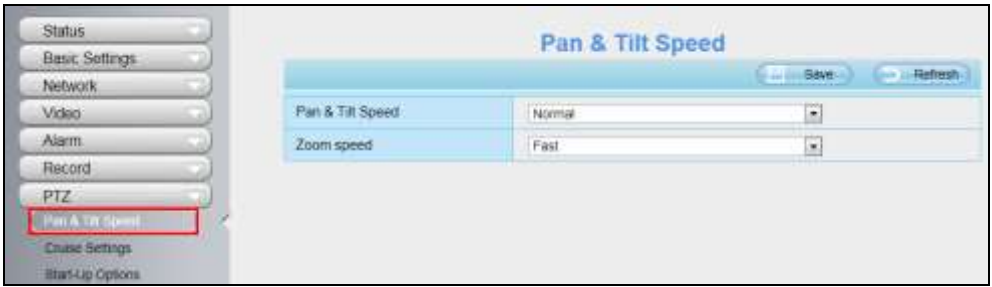 Status
Basic Settings
Network
Video
Alarm
Record
PTZ
Pan & Tilt Speed
Cruise Settings
Start-Up Options
Pan & Tilt Speed
Save
Refresh
Pan & Tilt Speed
Normal
Zoom speed
Fast